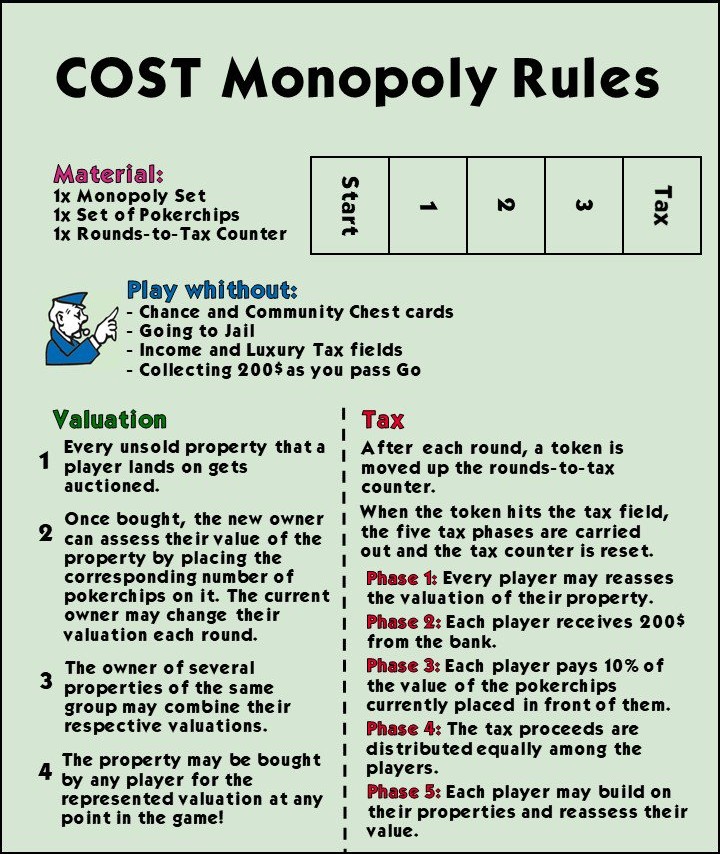 COST Monopoly Rules
Material:
1x Monopoly Set
1x Set of Pokerchips
1x Rounds-to-Tax Counter
Start
1
2
3
Tax
Play whithout:
- Chance and Community Chest cards
- Going to Jail
- Income and Luxury Tax fields
- Collecting 200$ as you pass Go
Valuation
1 Every unsold property that a
player lands on gets
auctioned.
2 Once bought, the new owner
can assess their value of the
property by placing the
corresponding number of
pokerchips on it. The current
owner may change their
valuation each round.
3 The owner of several
properties of the same
group may combine their
respective valuations.
4 The property may be bought
by any player for the
represented valuation at any
point in the game!
Tax
After each round, a token is
moved up the rounds-to-tax
counter.
When the token hits the tax field,
the five tax phases are carried
out and the tax counter is reset.
Phase 1: Every player may reasses
the valuation of their property.
Phase 2: Each player receives 200$
from the bank.
Phase 3: Each player pays 10% of
the value of the pokerchips
currently placed in front of them.
Phase 4: The tax proceeds are
distributed equally among the
players.
Phase 5: Each player may build on
their properties and reassess their
value.